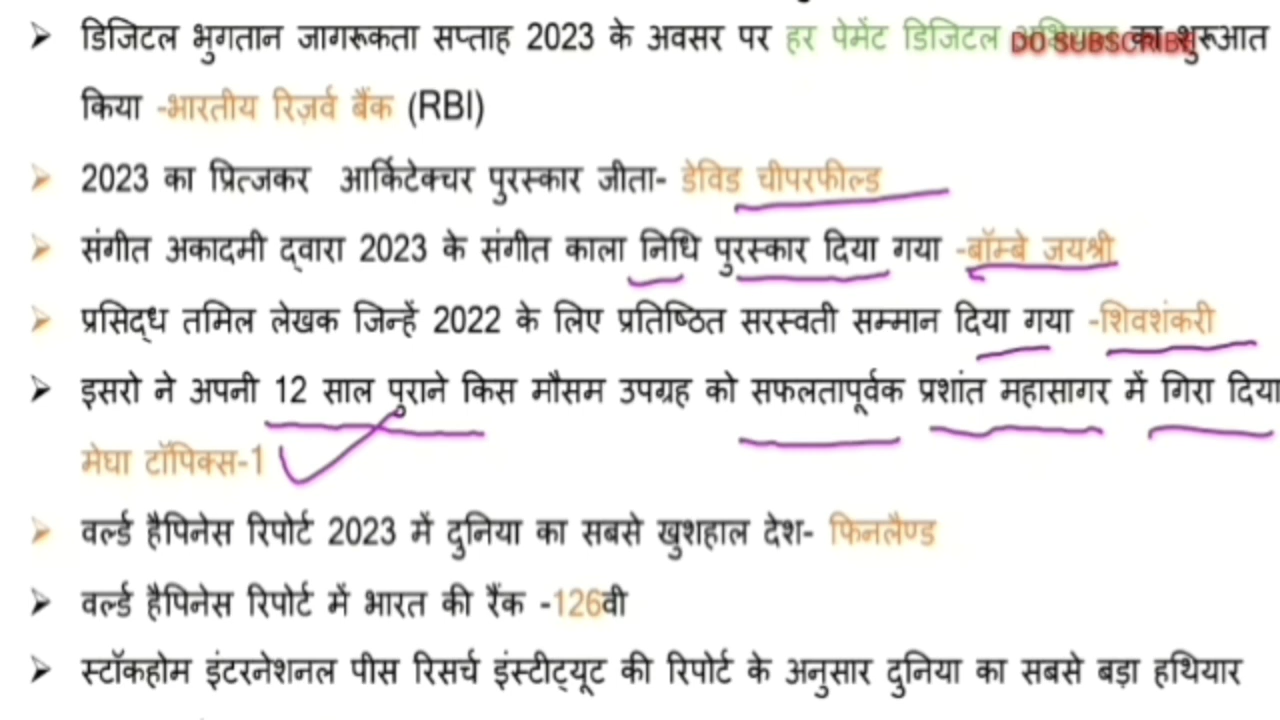 ➤ डिजिटल भुगतान जागरूकता सप्ताह 2023 के अवसर पर हर पेमेंट डिजिटल DO SUBSCRIBE का शुरूआत
किया -भारतीय रिज़र्व बैंक (RBI)
➤ 2023 का प्रित्जकर आर्किटेक्चर पुरस्कार जीता- डेविड चीपरफील्ड
➤ संगीत अकादमी द्वारा 2023 के संगीत काला निधि पुरस्कार दिया गया -बॉम्बे जयश्री
➤ प्रसिद्ध तमिल लेखक जिन्हें 2022 के लिए प्रतिष्ठित सरस्वती सम्मान दिया गया -शिवशंकरी
➤ इसरो ने अपनी 12 साल पुराने किस मौसम उपग्रह को सफलतापूर्वक प्रशांत महासागर में गिरा दिया
मेघा टॉपिक्स-1
➤ वर्ल्ड हैपिनेस रिपोर्ट 2023 में दुनिया का सबसे खुशहाल देश- फिनलैण्ड
➤ वर्ल्ड हैपिनेस रिपोर्ट में भारत की रैंक -126वी
➤ स्टॉकहोम इंटरनेशनल पीस रिसर्च इंस्टीट्यूट की रिपोर्ट के अनुसार दुनिया का सबसे बड़ा हथियार